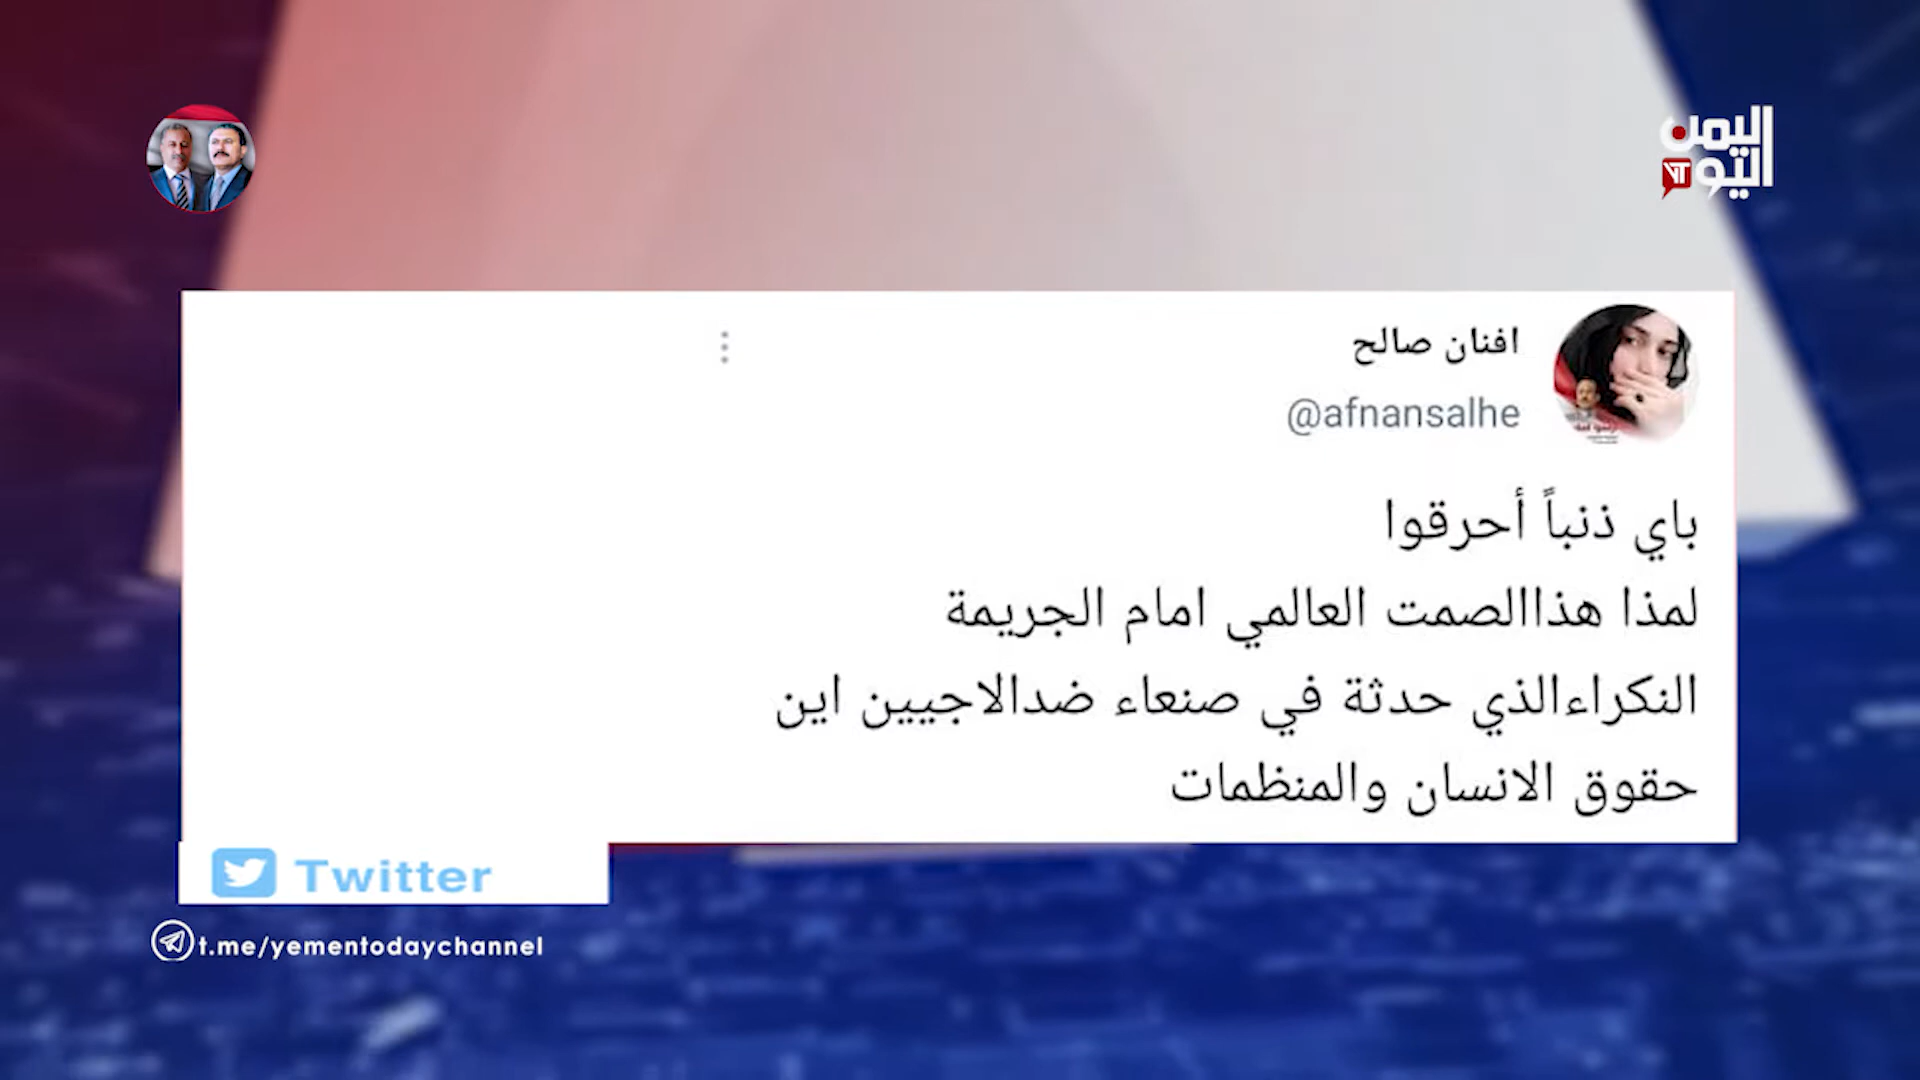 اليمن
اليوم
YT
افنان صالح
@afnansalhe
باي ذنباً أحرقوا
لمذا هذاالصمت العالمي امام الجريمة
النكراءالذي حدثة في صنعاء ضدالاجيين اين
حقوق الانسان والمنظمات
Twitter
t.me/yementodaychannel